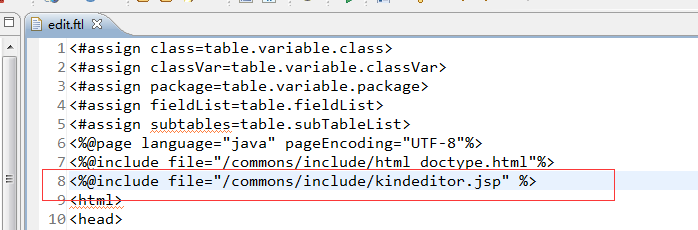 edit.ftl
1 <#assign class=table.variable.class>
2 <#assign classVar=table.variable.classVar>
3 <#assign package=table.variable.package>
4 <#assign fieldList=table.fieldList>
5 <#assign subtables=table.subTableList>
6 <%@page language="java" pageEncoding="UTF-8"%>
7 <%@include file="/commons/include/html_doctype.html"%>
8 <%@include file="/commons/include/kindeditor.jsp" %>
9 <html>
10 <head>